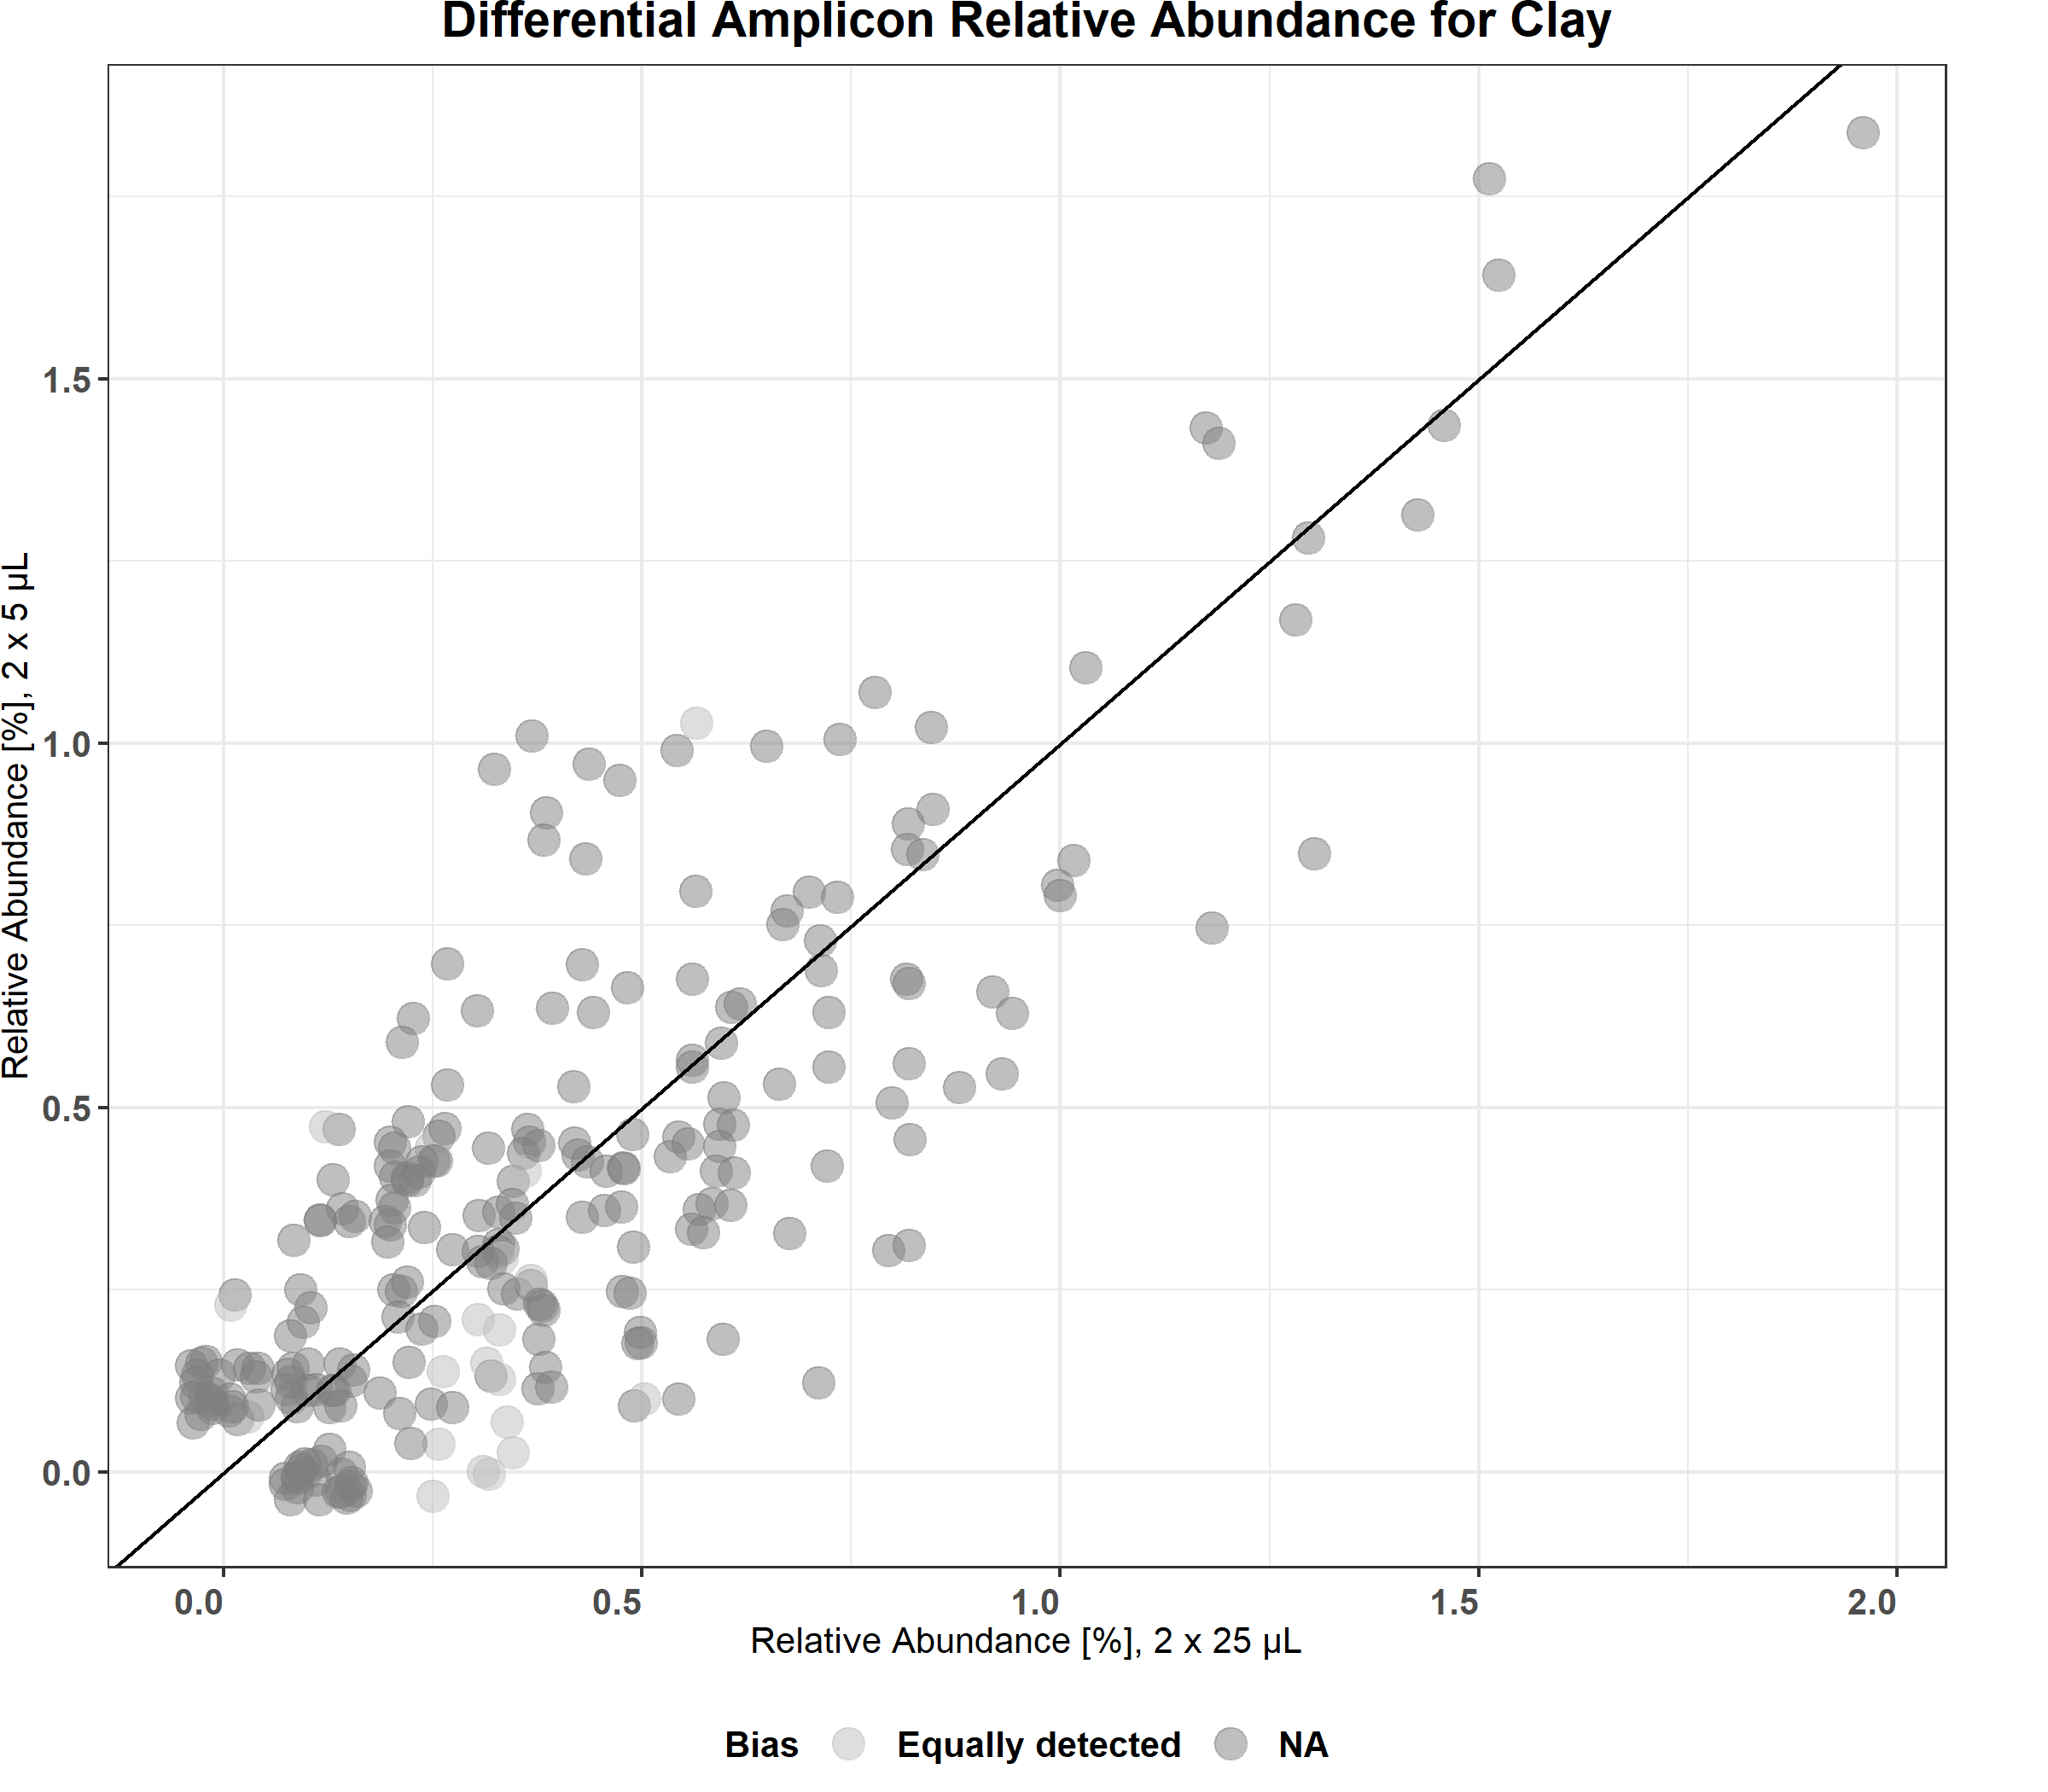 Differential Amplicon Relative Abundance for Clay
Relative Abundance [%], 2 x 5 µL
1.5
1.0
0.5
0.0
0.0 0.5 1.0 1.5 2.0
Relative Abundance [%], 2 x 25 µL
Bias Equally detected NA